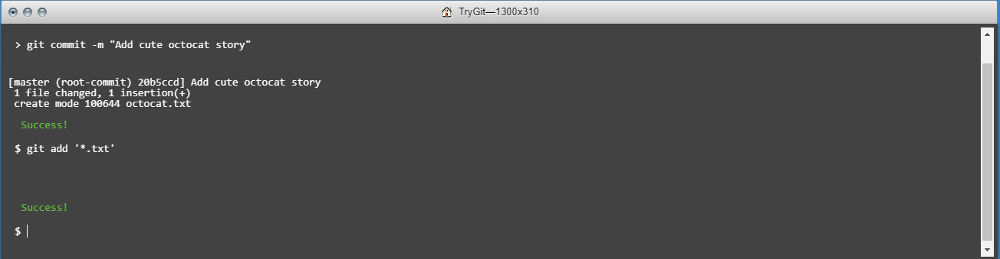 TryGit—1300x310
> git commit -m "Add cute octocat story"
[master (root-commit) 20b5ccd] Add cute octocat story
1 file changed, 1 insertion(+)
create mode 100644 octocat.txt
Success!
$ git add '*.txt'
Success!
$